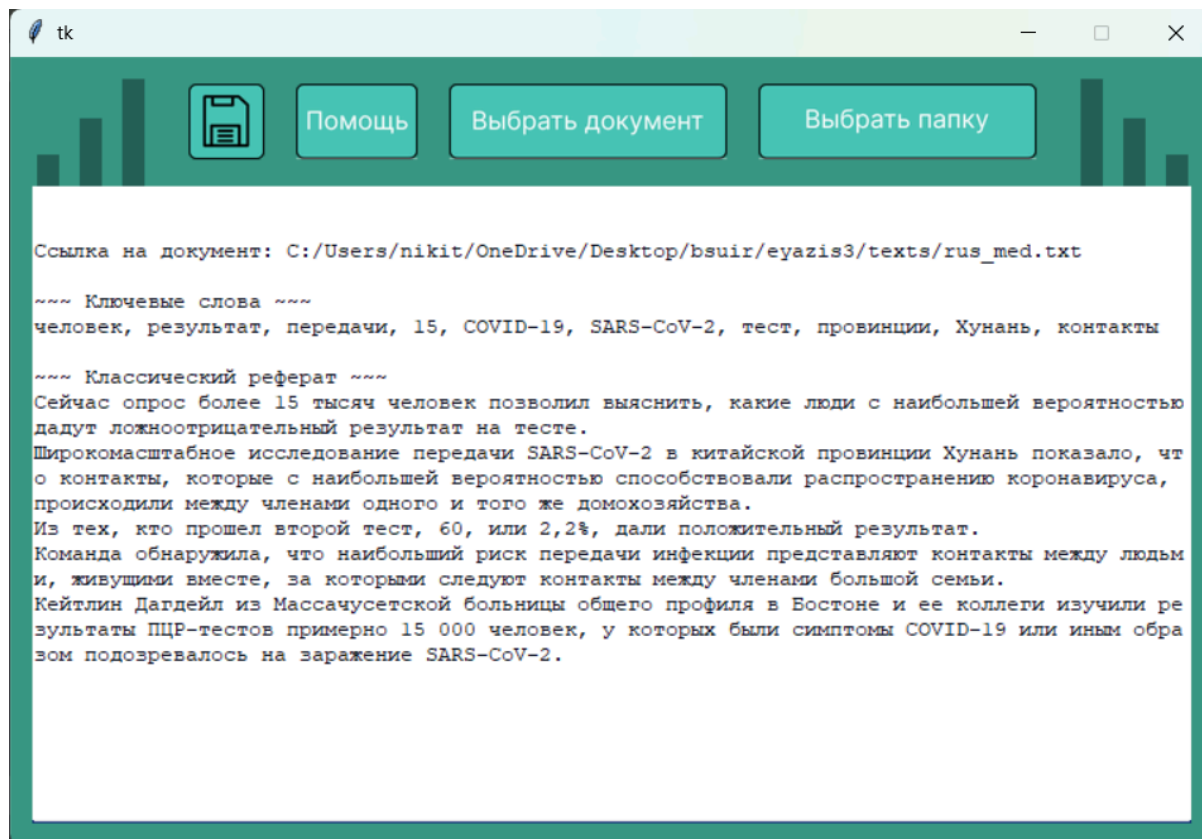 tk
Помощь
Выбрать документ
Выбрать папку
Ссылка на документ: C:/Users/nikit/OneDrive/Desktop/bsuir/eyazis3/texts/rus_med.txt
~~~ Ключевые слова ~~~
человек, результат, передачи, 15, COVID-19, SARS-CoV-2, тест, провинции, Хунань, контакты
~~~ Классический реферат ~~~
Сейчас опрос более 15 тысяч человек позволил выяснить, какие люди с наибольшей вероятностью
дадут ложноотрицательный результат на тесте.
Широкомасштабное исследование передачи SARS-CoV-2 в китайской провинции Хунань показало, чт
о контакты, которые с наибольшей вероятностью способствовали распространению коронавируса,
происходили между членами одного и того же домохозяйства.
Из тех, кто прошел второй тест, 60, или 2,2%, дали положительный результат.
Команда обнаружила, что наибольший риск передачи инфекции представляют контакты между людьм
и, живущими вместе, за которыми следуют контакты между членами большой семьи.
Кейтлин Дагдейл из Массачусетской больницы общего профиля в Бостоне и ее коллеги изучили ре
зультаты ПЦР-тестов примерно 15 000 человек, у которых были симптомы COVID-19 или иным обра
зом подозревалось на заражение SARS-CoV-2.